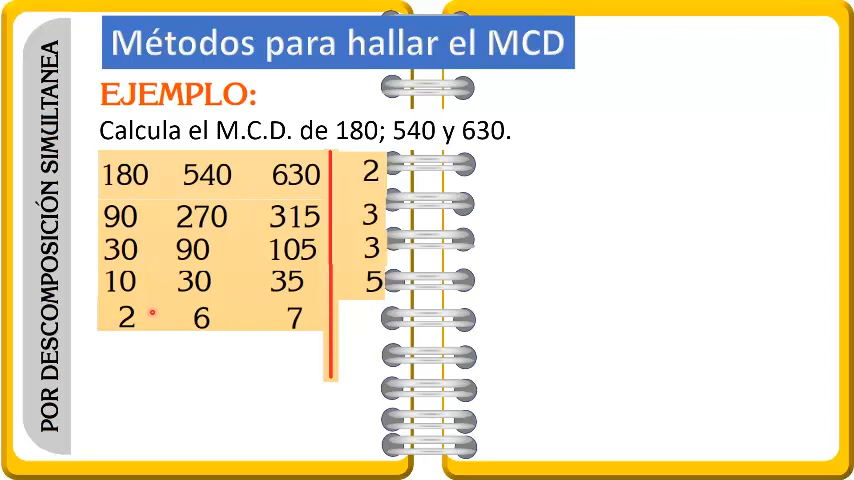 Métodos para hallar el MCD
POR DESCOMPOSICIÓN SIMULTANEA
EJEMPLO:
Calcula el M.C.D. de 180; 540 y 630.
180 540 630 2
90 270 315 3
30 90 105 3
10 30 35 5
2 6 7